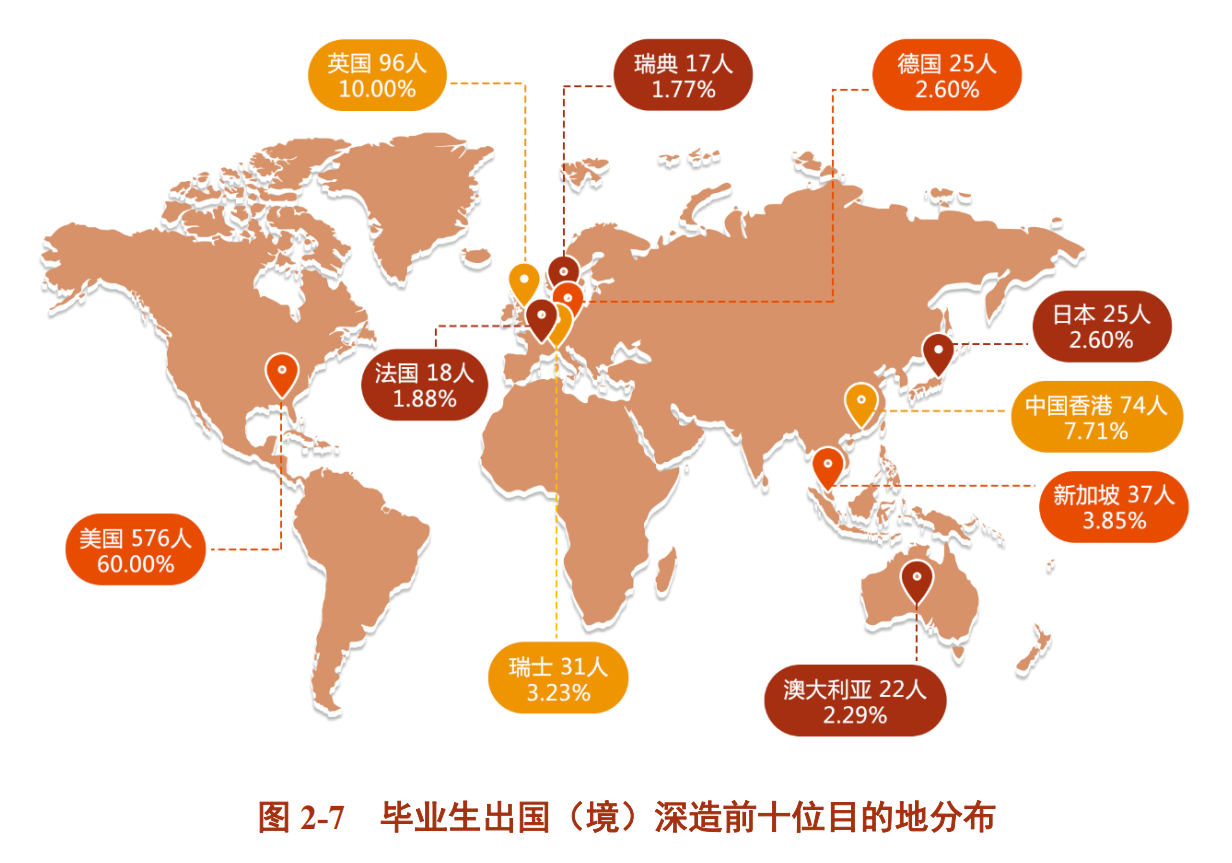 英国 96人
10.00%
瑞典 17人
1.77%
德国 25人
2.60%
日本 25人
2.60%
法国 18人
1.88%
中国香港 74人
7.71%
新加坡 37人
3.85%
美国 576人
60.00%
瑞士 31人
3.23%
澳大利亚 22人
2.29%
图 2-7 毕业生出国（境）深造前十位目的地分布